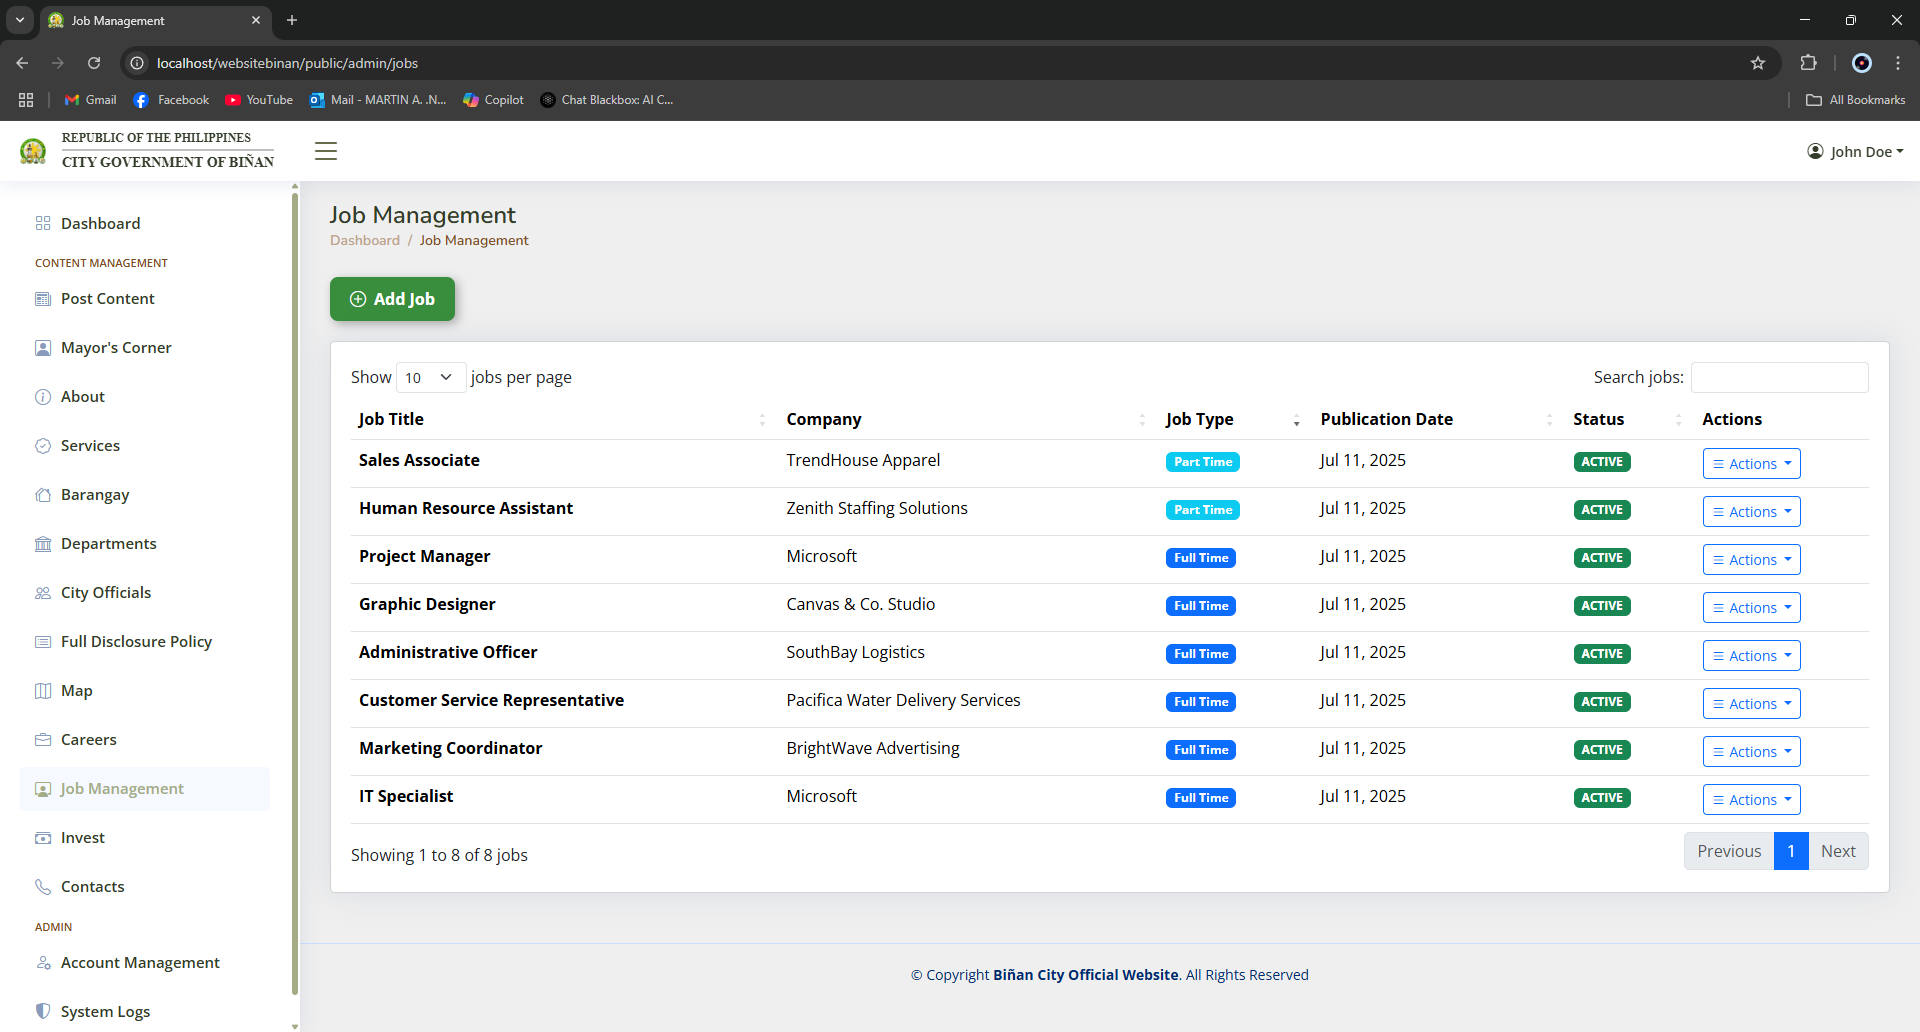 Job Management
localhost/websitebinan/public/admin/jobs
Gmail
Facebook
YouTube
Mail - MARTIN A. .N...
Copilot
Chat Blackbox: AI C...
All Bookmarks
REPUBLIC OF THE PHILIPPINES
CITY GOVERNMENT OF BIÑAN
John Doe
Dashboard
CONTENT MANAGEMENT
Post Content
Mayor's Corner
About
Services
Barangay
Departments
City Officials
Full Disclosure Policy
Map
Careers
Job Management
Invest
Contacts
ADMIN
Account Management
System Logs
Job Management
Dashboard / Job Management
Add Job
Show 10 jobs per page
Search jobs:
Job Title Company Job Type Publication Date Status Actions
Sales Associate TrendHouse Apparel Part Time Jul 11, 2025 ACTIVE Actions
Human Resource Assistant Zenith Staffing Solutions Part Time Jul 11, 2025 ACTIVE Actions
Project Manager Microsoft Full Time Jul 11, 2025 ACTIVE Actions
Graphic Designer Canvas & Co. Studio Full Time Jul 11, 2025 ACTIVE Actions
Administrative Officer SouthBay Logistics Full Time Jul 11, 2025 ACTIVE Actions
Customer Service Representative Pacifica Water Delivery Services Full Time Jul 11, 2025 ACTIVE Actions
Marketing Coordinator BrightWave Advertising Full Time Jul 11, 2025 ACTIVE Actions
IT Specialist Microsoft Full Time Jul 11, 2025 ACTIVE Actions
Showing 1 to 8 of 8 jobs
Previous 1 Next
© Copyright Biñan City Official Website. All Rights Reserved